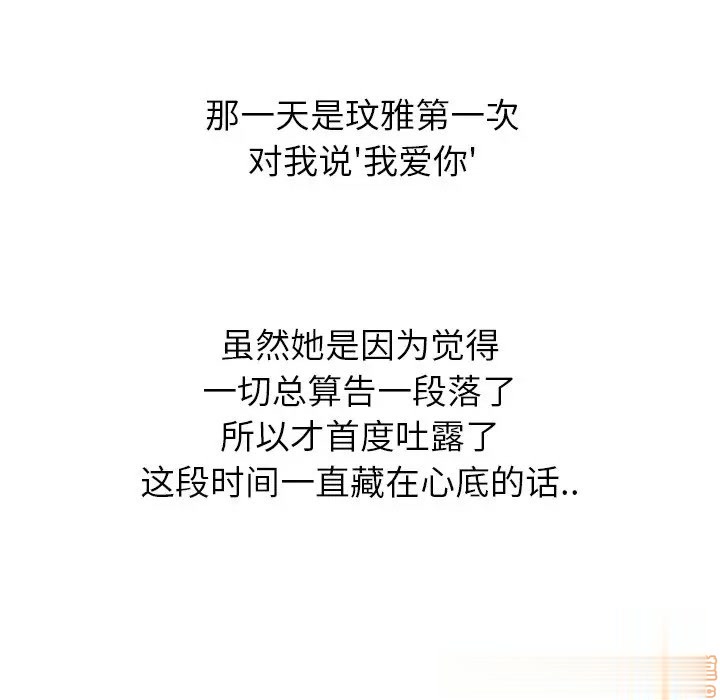 那一天是玟雅第一次
对我说'我爱你'
虽然她是因为觉得
一切总算告一段落了
所以才首度吐露了
这段时间一直藏在心底的话..